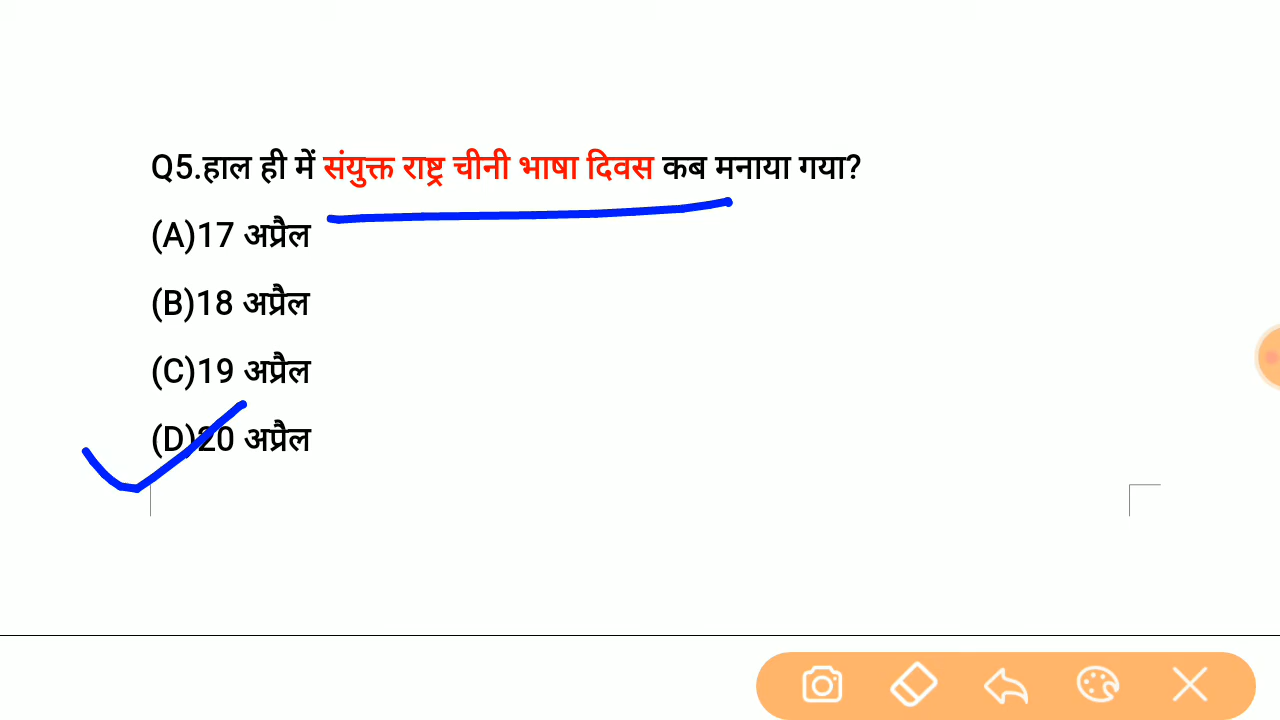 Q5.हाल ही में संयुक्त राष्ट्र चीनी भाषा दिवस कब मनाया गया?
(A)17 अप्रैल
(B)18 अप्रैल
(C)19 अप्रैल
(D)20 अप्रैल